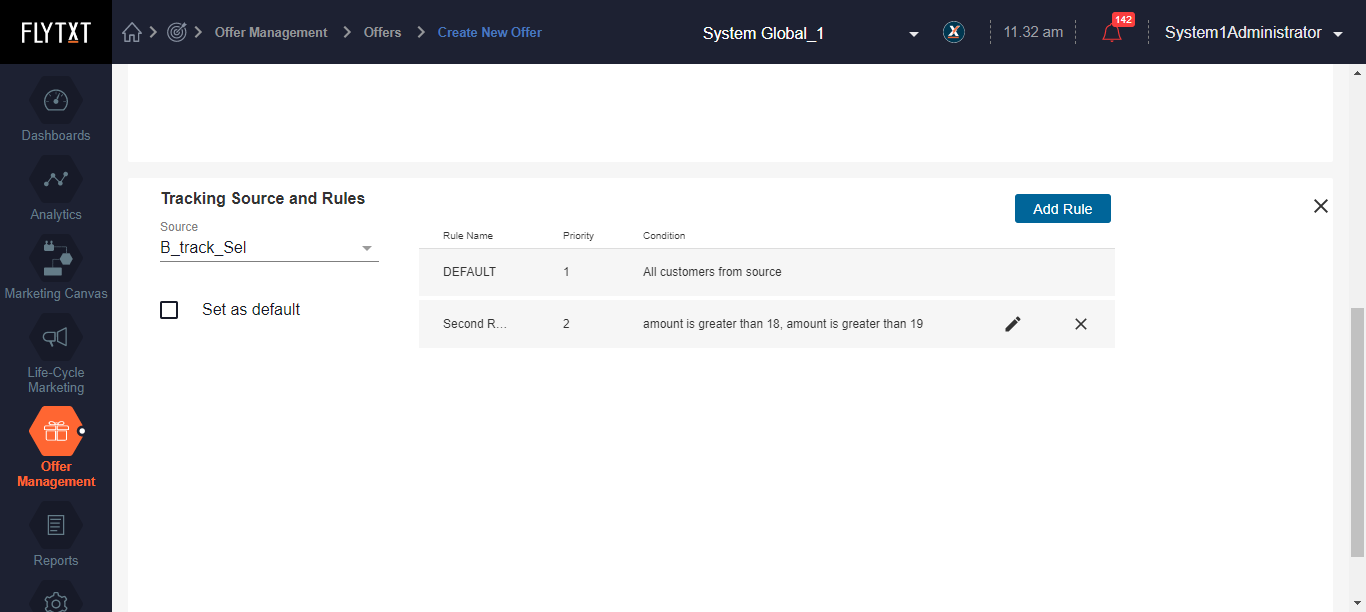 FLYTXT
Offer Management
Offers
Create New Offer
System Global_1
11.32 am
142
System1Administrator
Dashboards
Analytics
Marketing Canvas
Life-Cycle
Marketing
Offer
Management
Reports
Tracking Source and Rules
Source
B_track_Sel
Set as default
Add Rule
Rule Name Priority Condition
DEFAULT 1 All customers from source
Second R... 2 amount is greater than 18, amount is greater than 19